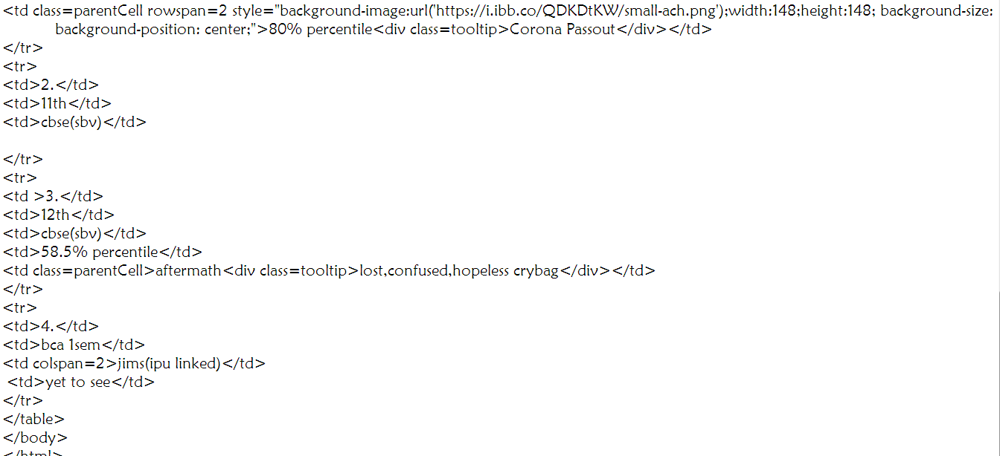 <td class=parentCell rowspan=2 style="background-image:url('https://i.ibb.co/QDKDtKW/small-ach.png');width:148;height:148; background-size:
background-position: center;">80% percentile<div class=tooltip>Corona Passout</div></td>
</tr>
<tr>
<td>2.</td>
<td>11th</td>
<td>cbse(sbv)</td>
</tr>
<tr>
<td >3.</td>
<td>12th</td>
<td>cbse(sbv)</td>
<td>58.5% percentile</td>
<td class=parentCell>aftermath<div class=tooltip>lost,confused,hopeless crybag</div></td>
</tr>
<tr>
<td>4.</td>
<td>bca 1sem</td>
<td colspan=2>jims(ipu linked)</td>
<td>yet to see</td>
</tr>
</table>
</body>
</html>